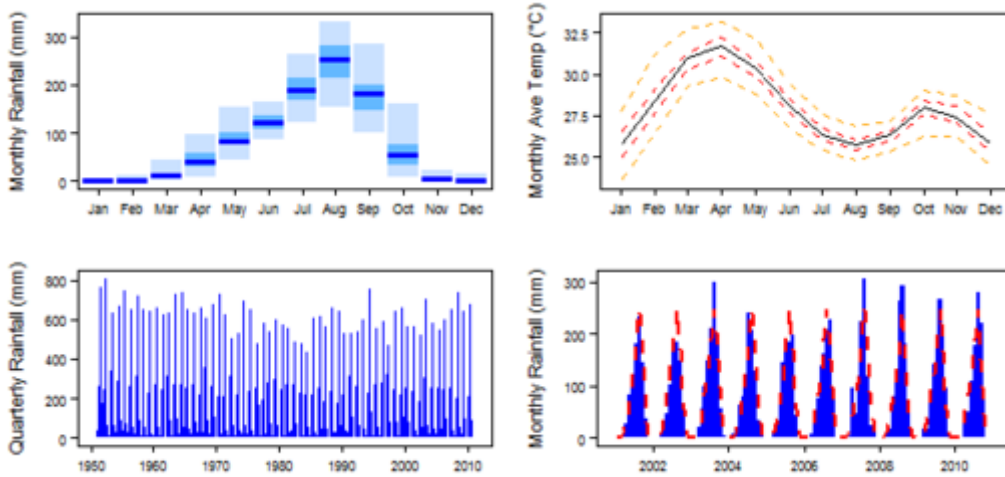 Monthly Rainfall (mm)
300
200
100
0
Jan Feb Mar Apr May Jun Jul Aug Sep Oct Nov Dec
Monthly Ave Temp (°C)
32.5
30.0
27.5
25.0
Jan Feb Mar Apr May Jun Jul Aug Sep Oct Nov Dec
Quarterly Rainfall (mm)
800
600
400
200
0
1950 1960 1970 1980 1990 2000 2010
Monthly Rainfall (mm)
300
200
100
0
2002 2004 2006 2008 2010